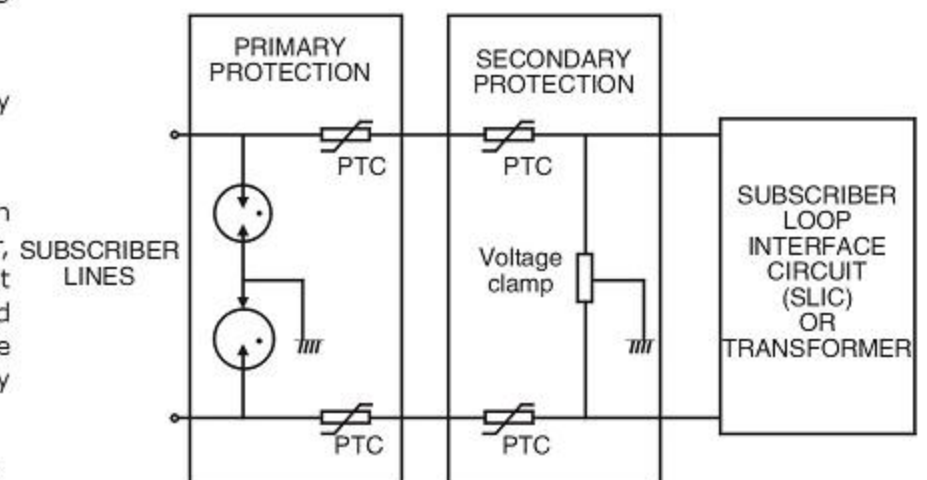 PRIMARY
PROTECTION
SECONDARY
PROTECTION
PTC
PTC
SUBSCRIBER
LINES
Voltage
clamp
SUBSCRIBER
LOOP
INTERFACE
CIRCUIT
(SLIC)
OR
TRANSFORMER
PTC
PTC